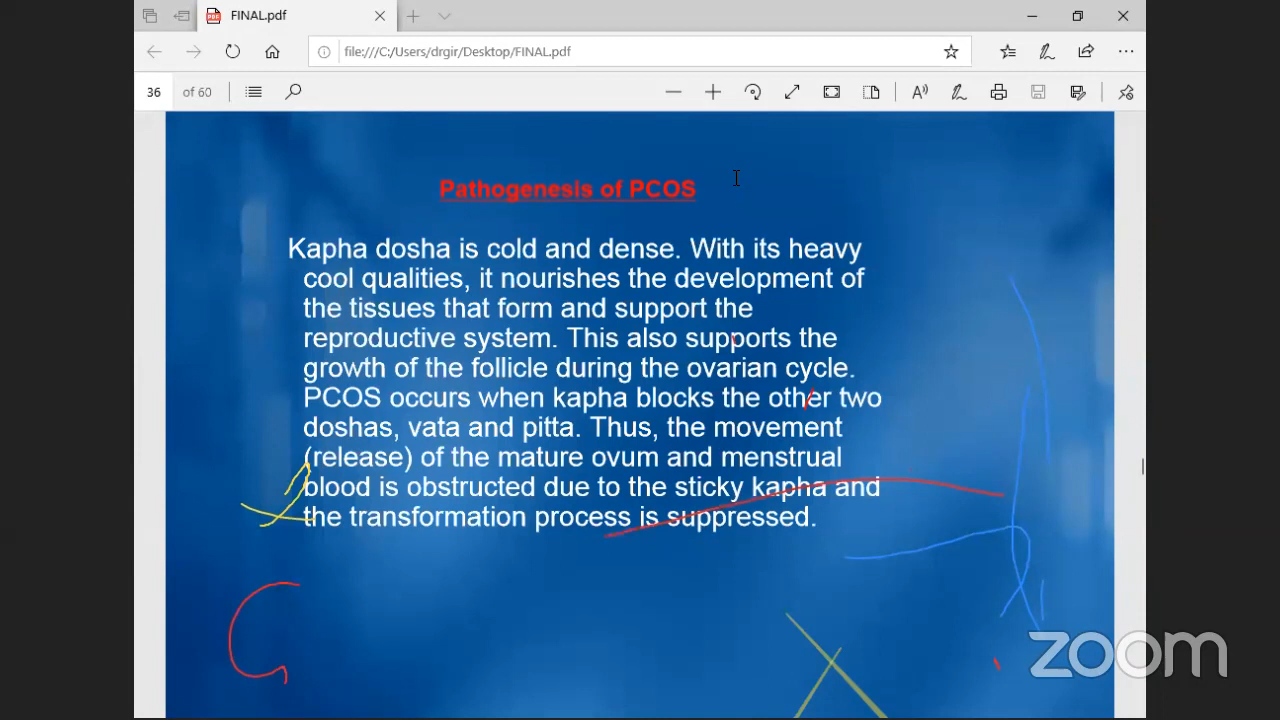 FINAL.pdf
file:///C:/Users/drgir/Desktop/FINAL.pdf
36 of 60
Pathogenesis of PCOS
Kapha dosha is cold and dense. With its heavy
cool qualities, it nourishes the development of
the tissues that form and support the
reproductive system. This also supports the
growth of the follicle during the ovarian cycle.
PCOS occurs when kapha blocks the other two
doshas, vata and pitta. Thus, the movement
(release) of the mature ovum and menstrual
blood is obstructed due to the sticky kapha and
the transformation process is suppressed.
zoom